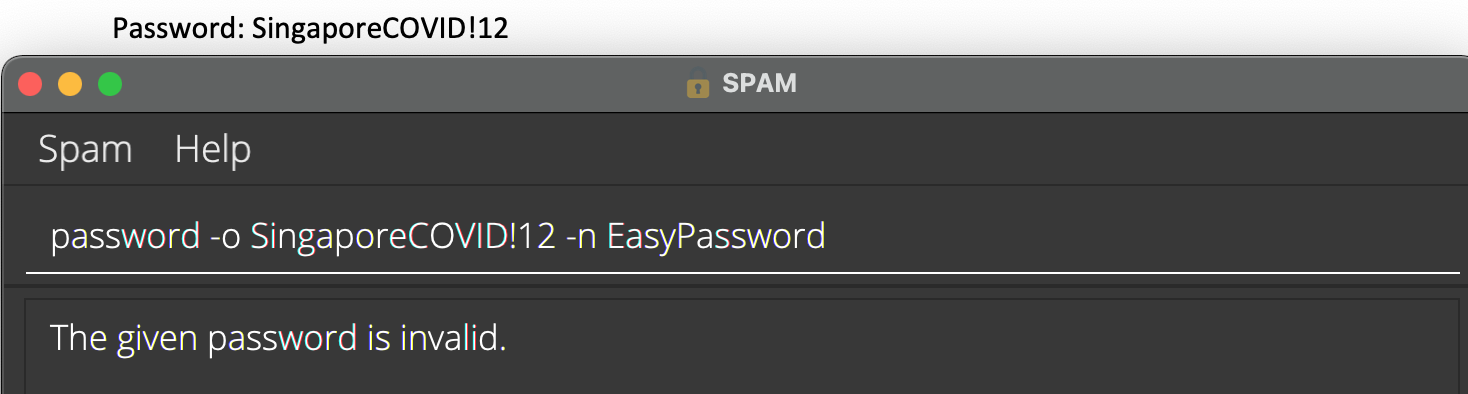 Password: SingaporeCOVID!12
SPAM
Spam Help
password -o SingaporeCOVID!12 -n EasyPassword
The given password is invalid.